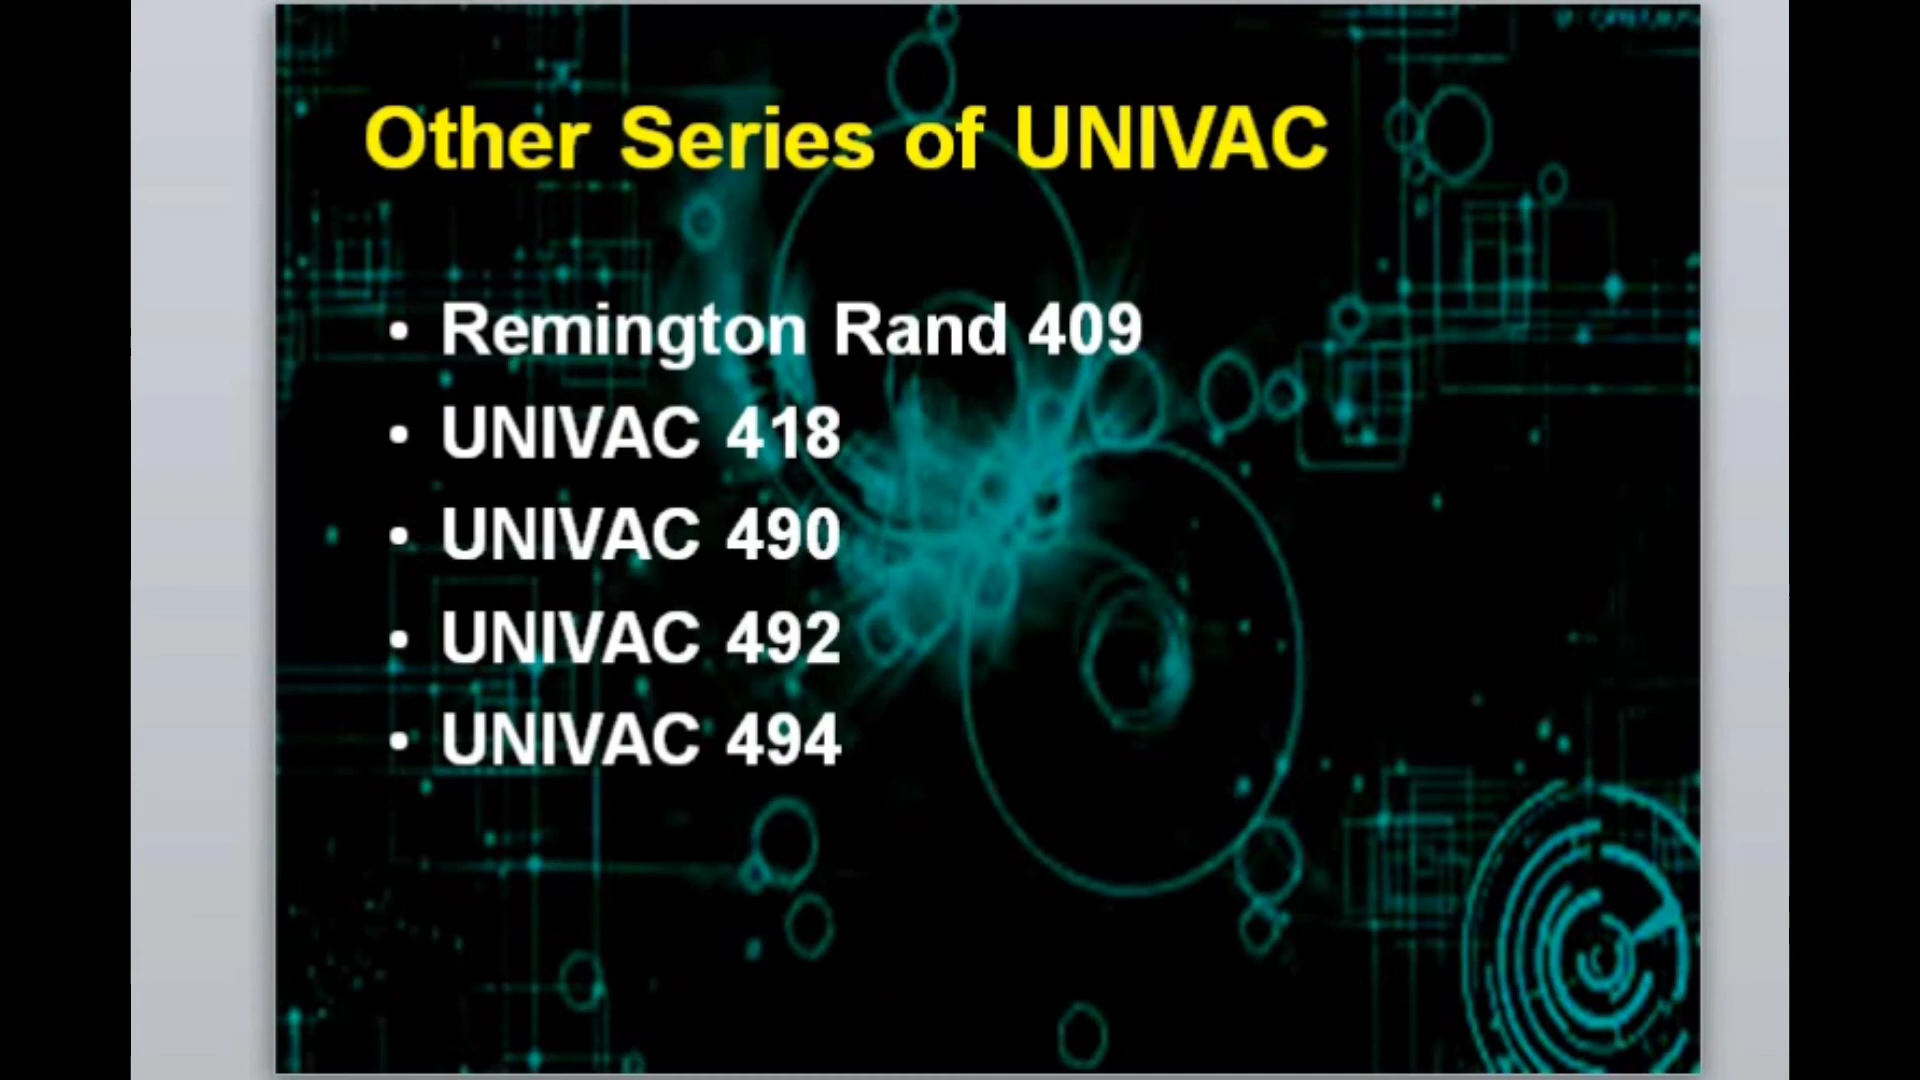 Other Series of UNIVAC
• Remington Rand 409
• UNIVAC 418
• UNIVAC 490
• UNIVAC 492
• UNIVAC 494